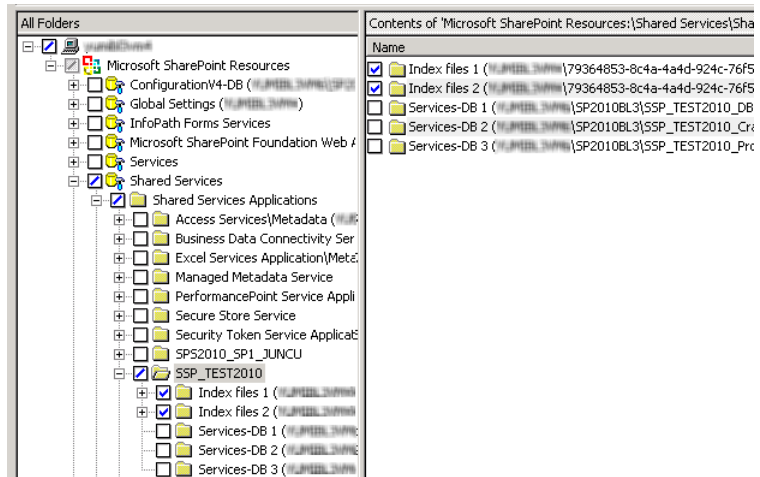 All Folders
Microsoft SharePoint Resources
ConfigurationV4-DB (
Global Settings (
InfoPath Forms Services
Microsoft SharePoint Foundation Web
Services
Shared Services
Shared Services Applications
Access Services\Metadata (
Business Data Connectivity Ser
Excel Services Application\Meta
Managed Metadata Service
PerformancePoint Service Appli
Secure Store Service
Security Token Service Applicat
SPS2010_SP1_JUNCU
SSP_TEST2010
Index files 1 (
Index files 2 (
Services-DB 1 (
Services-DB 2 (
Services-DB 3 (
Contents of 'Microsoft SharePoint Resources:\Shared Services\Sha
Name
Index files 1 ( \79364853-8c4a-4a4d-924c-76f5
Index files 2 ( \79364853-8c4a-4a4d-924c-76f5
Services-DB 1 ( \SP2010BL3\SSP_TEST2010_DB
Services-DB 2 ( \SP2010BL3\SSP_TEST2010_Cra
Services-DB 3 ( \SP2010BL3\SSP_TEST2010_Pro